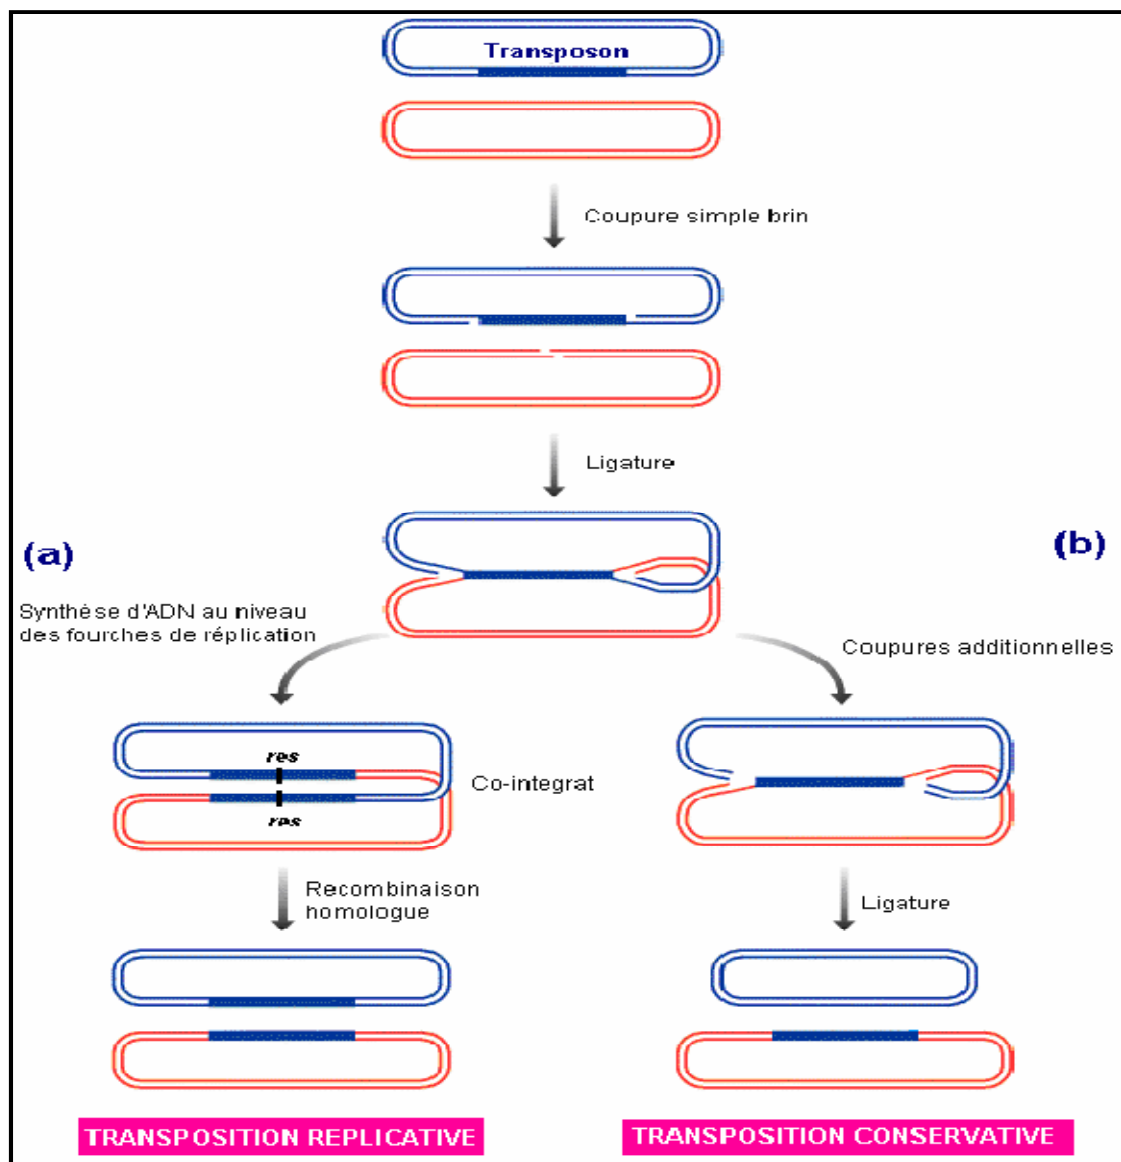 Transposon
Coupure simple brin
Ligature
(a)
(b)
Synthèse d'ADN au niveau
des fourches de réplication
Coupures additionnelles
res
res
Co-integrat
Recombinaison
homologue
Ligature
TRANSPOSITION REPLICATIVE
TRANSPOSITION CONSERVATIVE